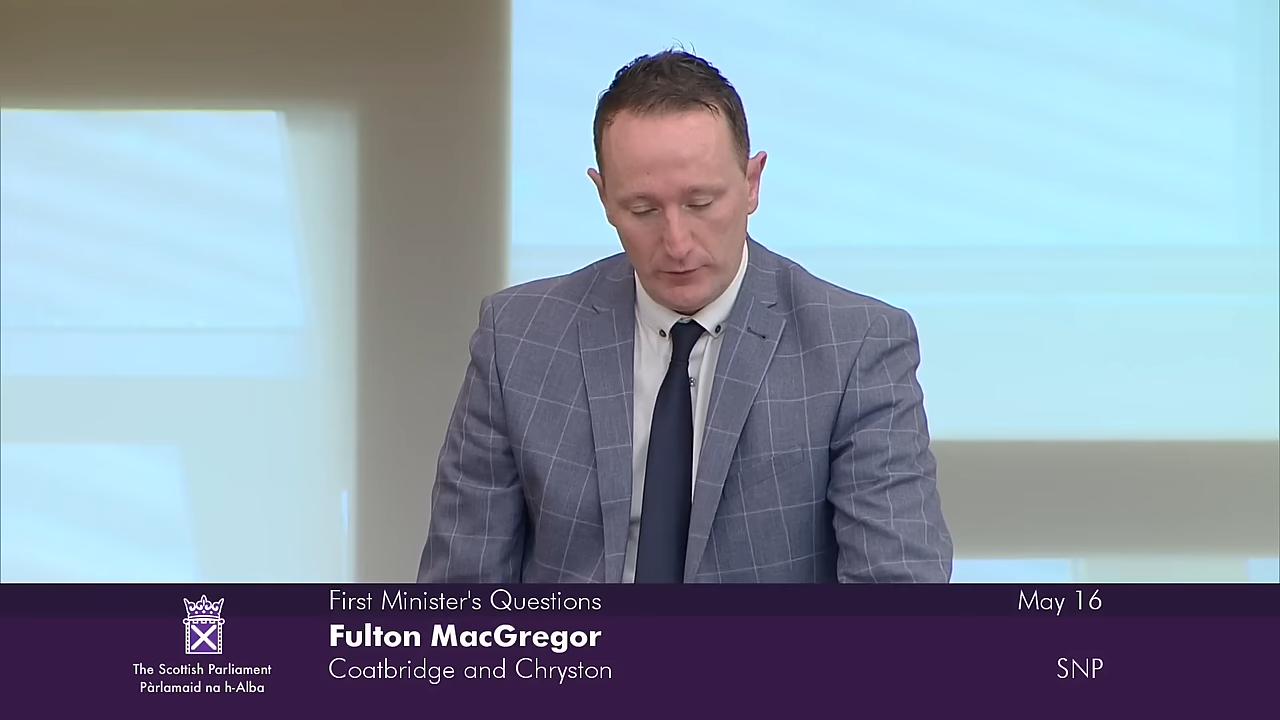 First Minister's Questions
May 16
Fulton MacGregor
Coatbridge and Chryston
SNP
The Scottish Parliament
Pàrlamaid na h-Alba